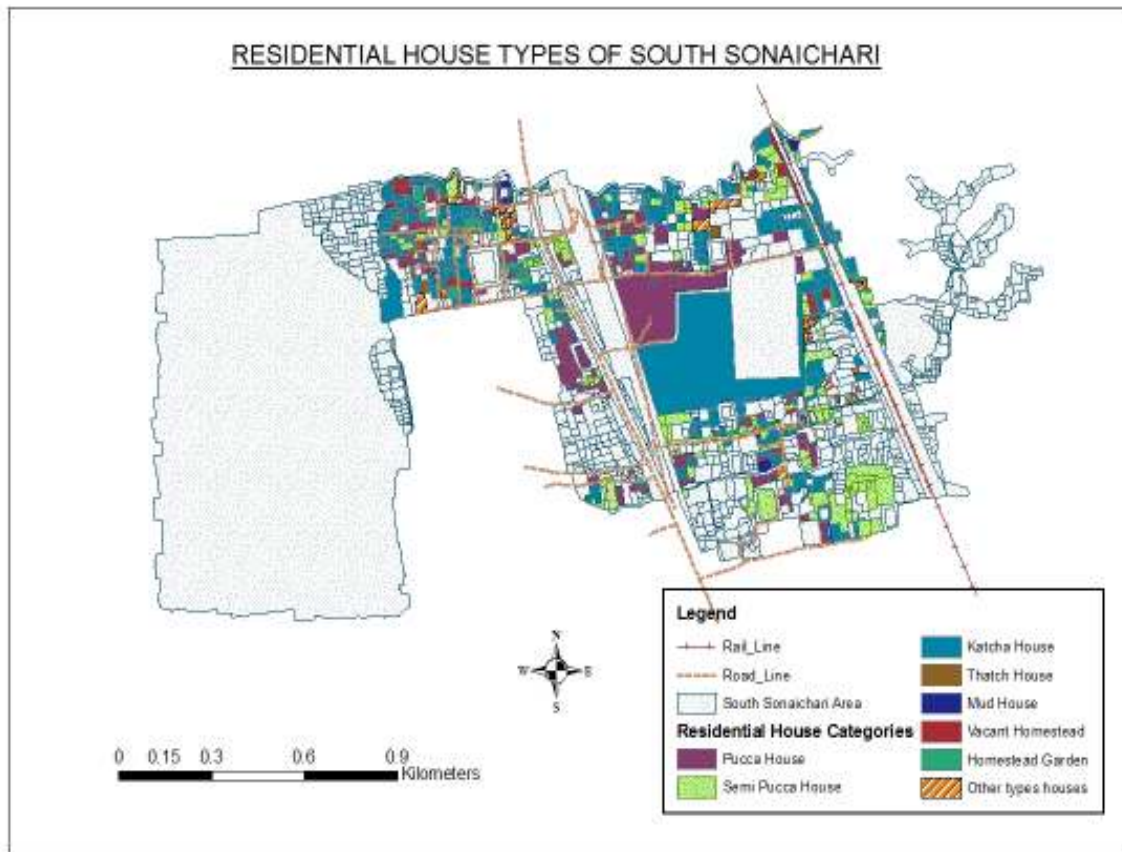 RESIDENTIAL HOUSE TYPES OF SOUTH SONAICHARI
N
W E
S
0 0.15 0.3 0.6 0.9
Kilometers
Legend
Rail_Line
Road_Line
South Sonaichari Area
Residential House Categories
Pucca House
Semi Pucca House
Katcha House
Thatch House
Mud House
Vacant Homestead
Homestead Garden
Other types houses